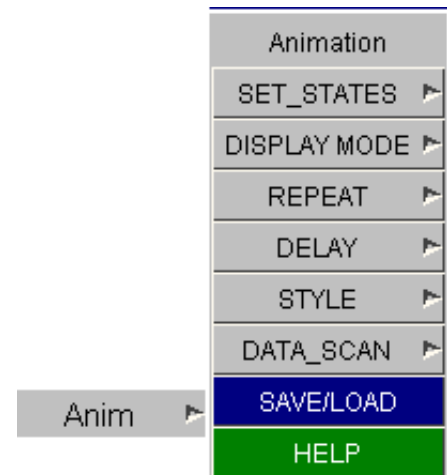 Animation
SET_STATES
DISPLAY MODE
REPEAT
DELAY
STYLE
DATA_SCAN
Anim
SAVE/LOAD
HELP